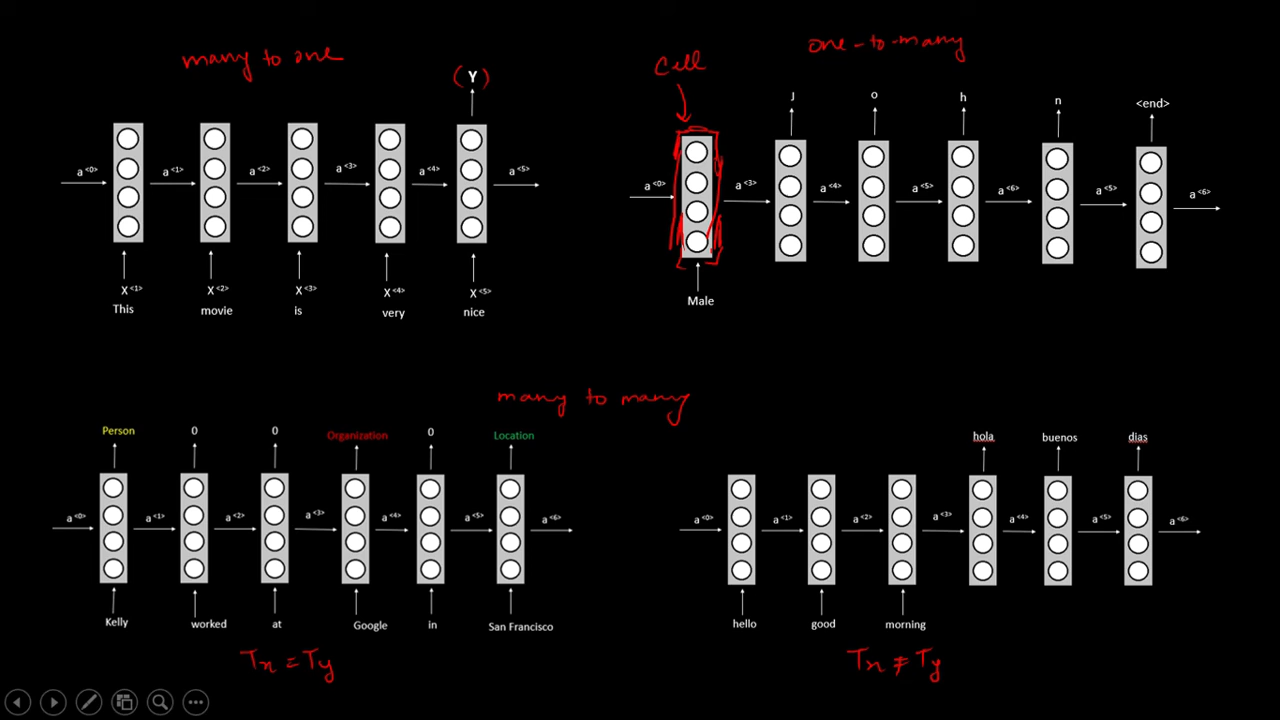 many to one
(Y)
a<0> a<1> a<2> a<3> a<4> a<5>
X<1> X<2> X<3> X<4> X<5>
This movie is very nice
one-to-many
Cell
J o h n <end>
a<0> a<3> a<4> a<5> a<6> a<5> a<6>
Male
many to many
Person 0 0 Organization 0 Location
a<0> a<1> a<2> a<3> a<4> a<5> a<6>
Kelly worked at Google in San Francisco
Tx = Ty
hola buenos dias
a<0> a<1> a<2> a<3> a<4> a<5> a<6>
hello good morning
Tx ≠ Ty